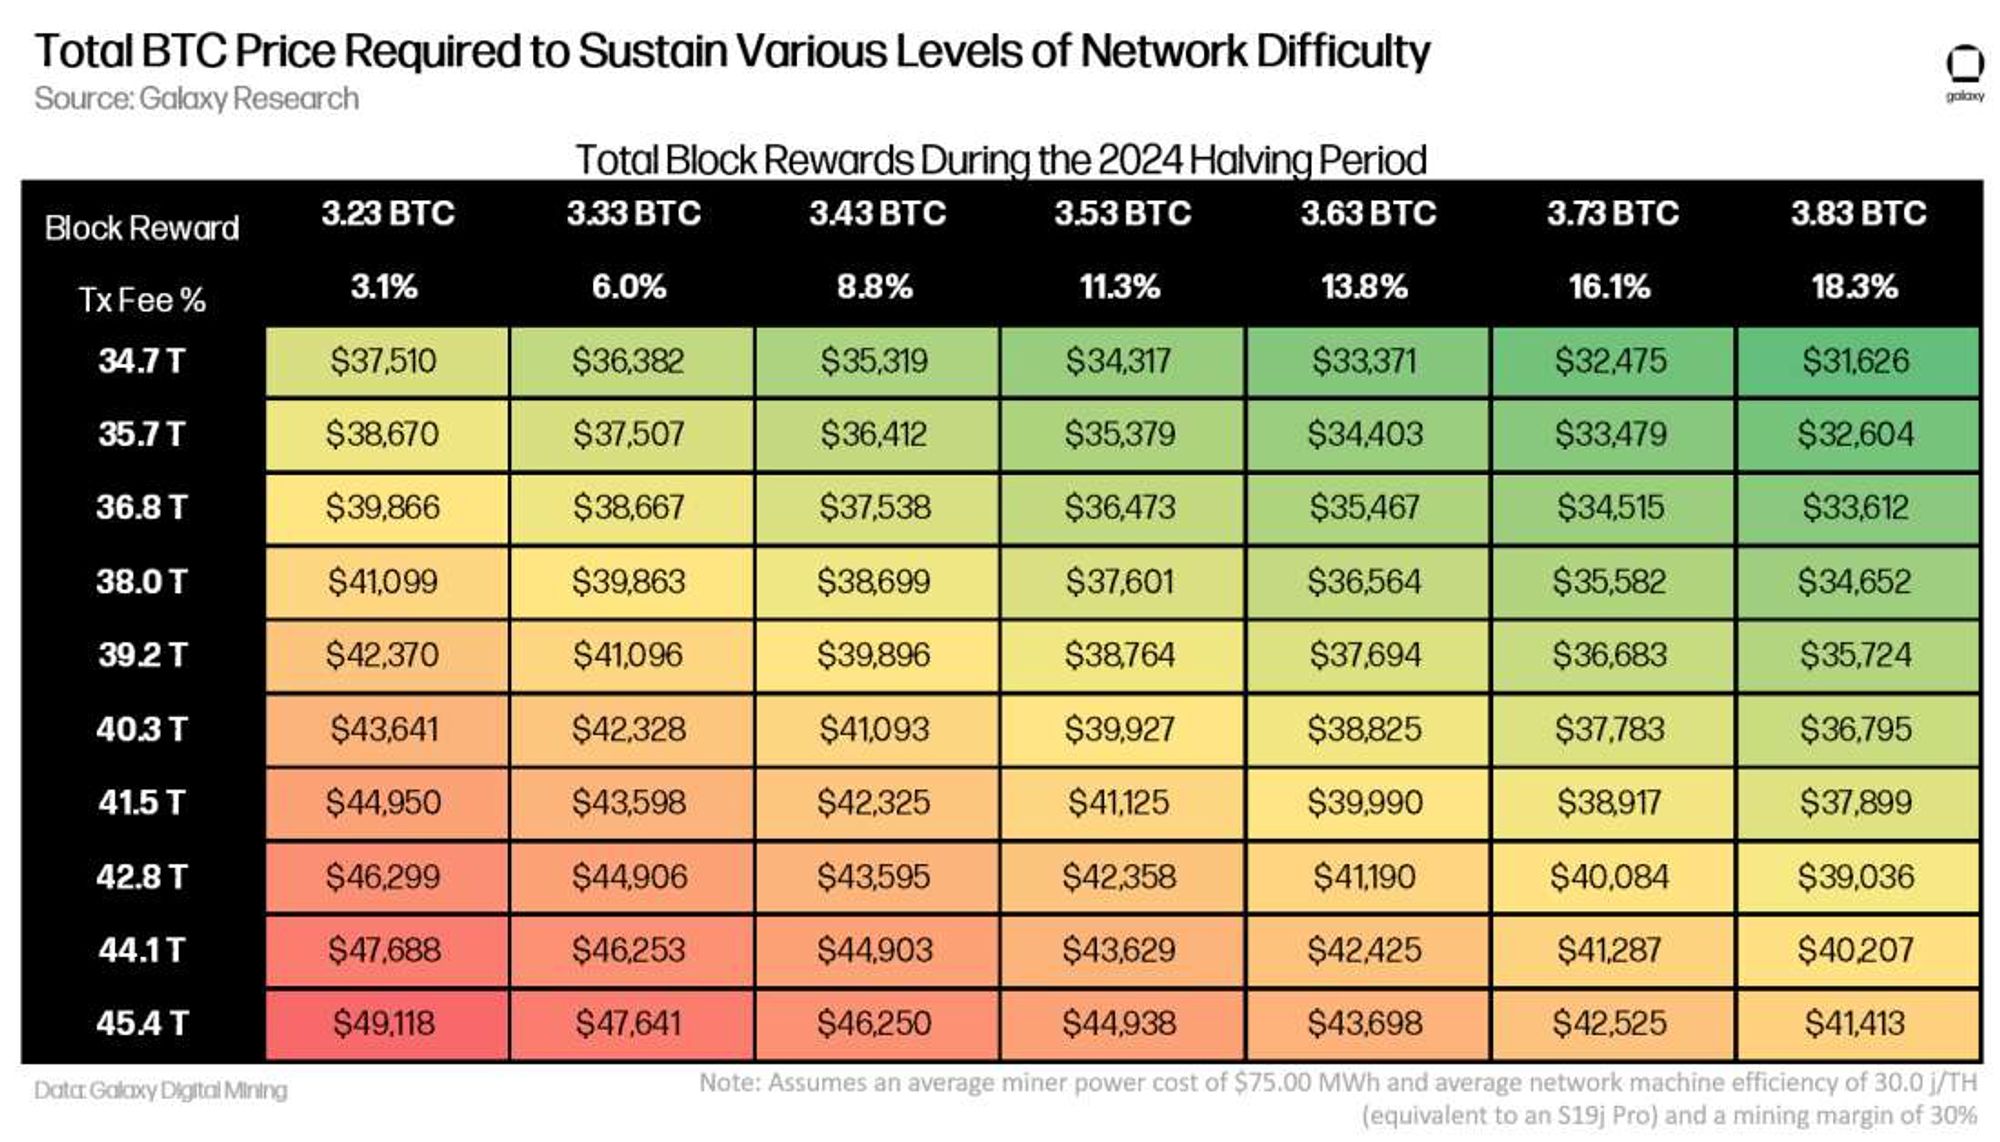 Total BTC Price Required to Sustain Various Levels of Network Difficulty
Source: Galaxy Research
galaxy
Total Block Rewards During the 2024 Halving Period
Block Reward 3.23 BTC 3.33 BTC 3.43 BTC 3.53 BTC 3.63 BTC 3.73 BTC 3.83 BTC
Tx Fee % 3.1% 6.0% 8.8% 11.3% 13.8% 16.1% 18.3%
34.7 T $37,510 $36,382 $35,319 $34,317 $33,371 $32,475 $31,626
35.7 T $38,670 $37,507 $36,412 $35,379 $34,403 $33,479 $32,604
36.8 T $39,866 $38,667 $37,538 $36,473 $35,467 $34,515 $33,612
38.0 T $41,099 $39,863 $38,699 $37,601 $36,564 $35,582 $34,652
39.2 T $42,370 $41,096 $39,896 $38,764 $37,694 $36,683 $35,724
40.3 T $43,641 $42,328 $41,093 $39,927 $38,825 $37,783 $36,795
41.5 T $44,950 $43,598 $42,325 $41,125 $39,990 $38,917 $37,899
42.8 T $46,299 $44,906 $43,595 $42,358 $41,190 $40,084 $39,036
44.1 T $47,688 $46,253 $44,903 $43,629 $42,425 $41,287 $40,207
45.4 T $49,118 $47,641 $46,250 $44,938 $43,698 $42,525 $41,413
Data: Galaxy Digital Mining
Note: Assumes an average miner power cost of $75.00 MWh and average network machine efficiency of 30.0 j/TH
(equivalent to an S19j Pro) and a mining margin of 30%